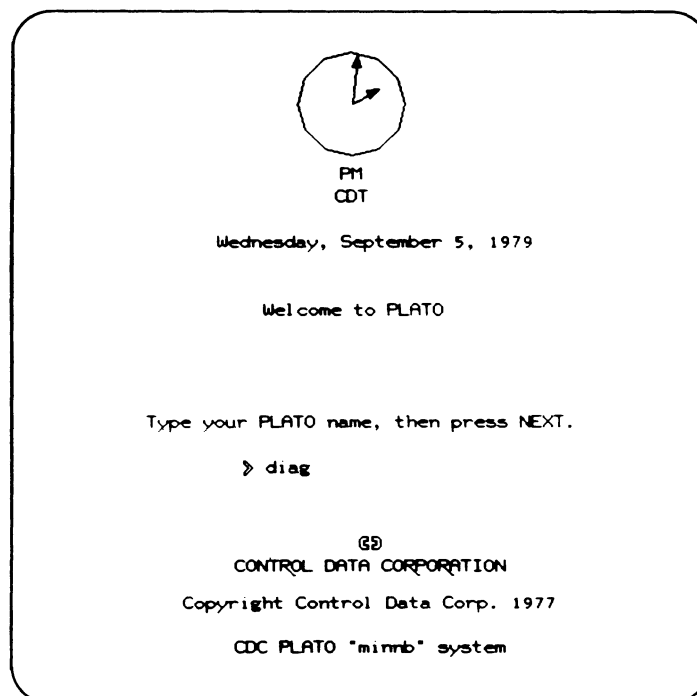 PM
CDT
Wednesday, September 5, 1979
Welcome to PLATO
Type your PLATO name, then press NEXT.
> diag
CONTROL DATA CORPORATION
Copyright Control Data Corp. 1977
CDC PLATO "minnb" system